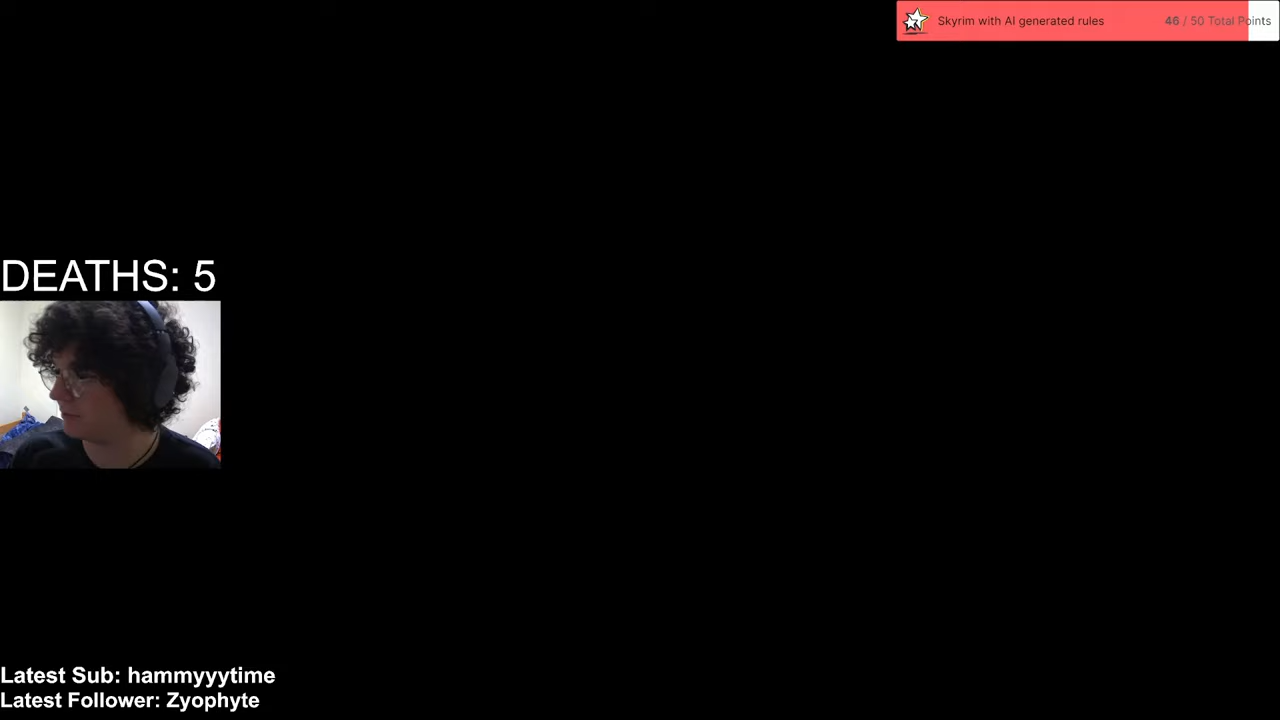 Skyrim with AI generated rules 46 / 50 Total Points
DEATHS: 5
Latest Sub: hammyyytime
Latest Follower: Zyophyte